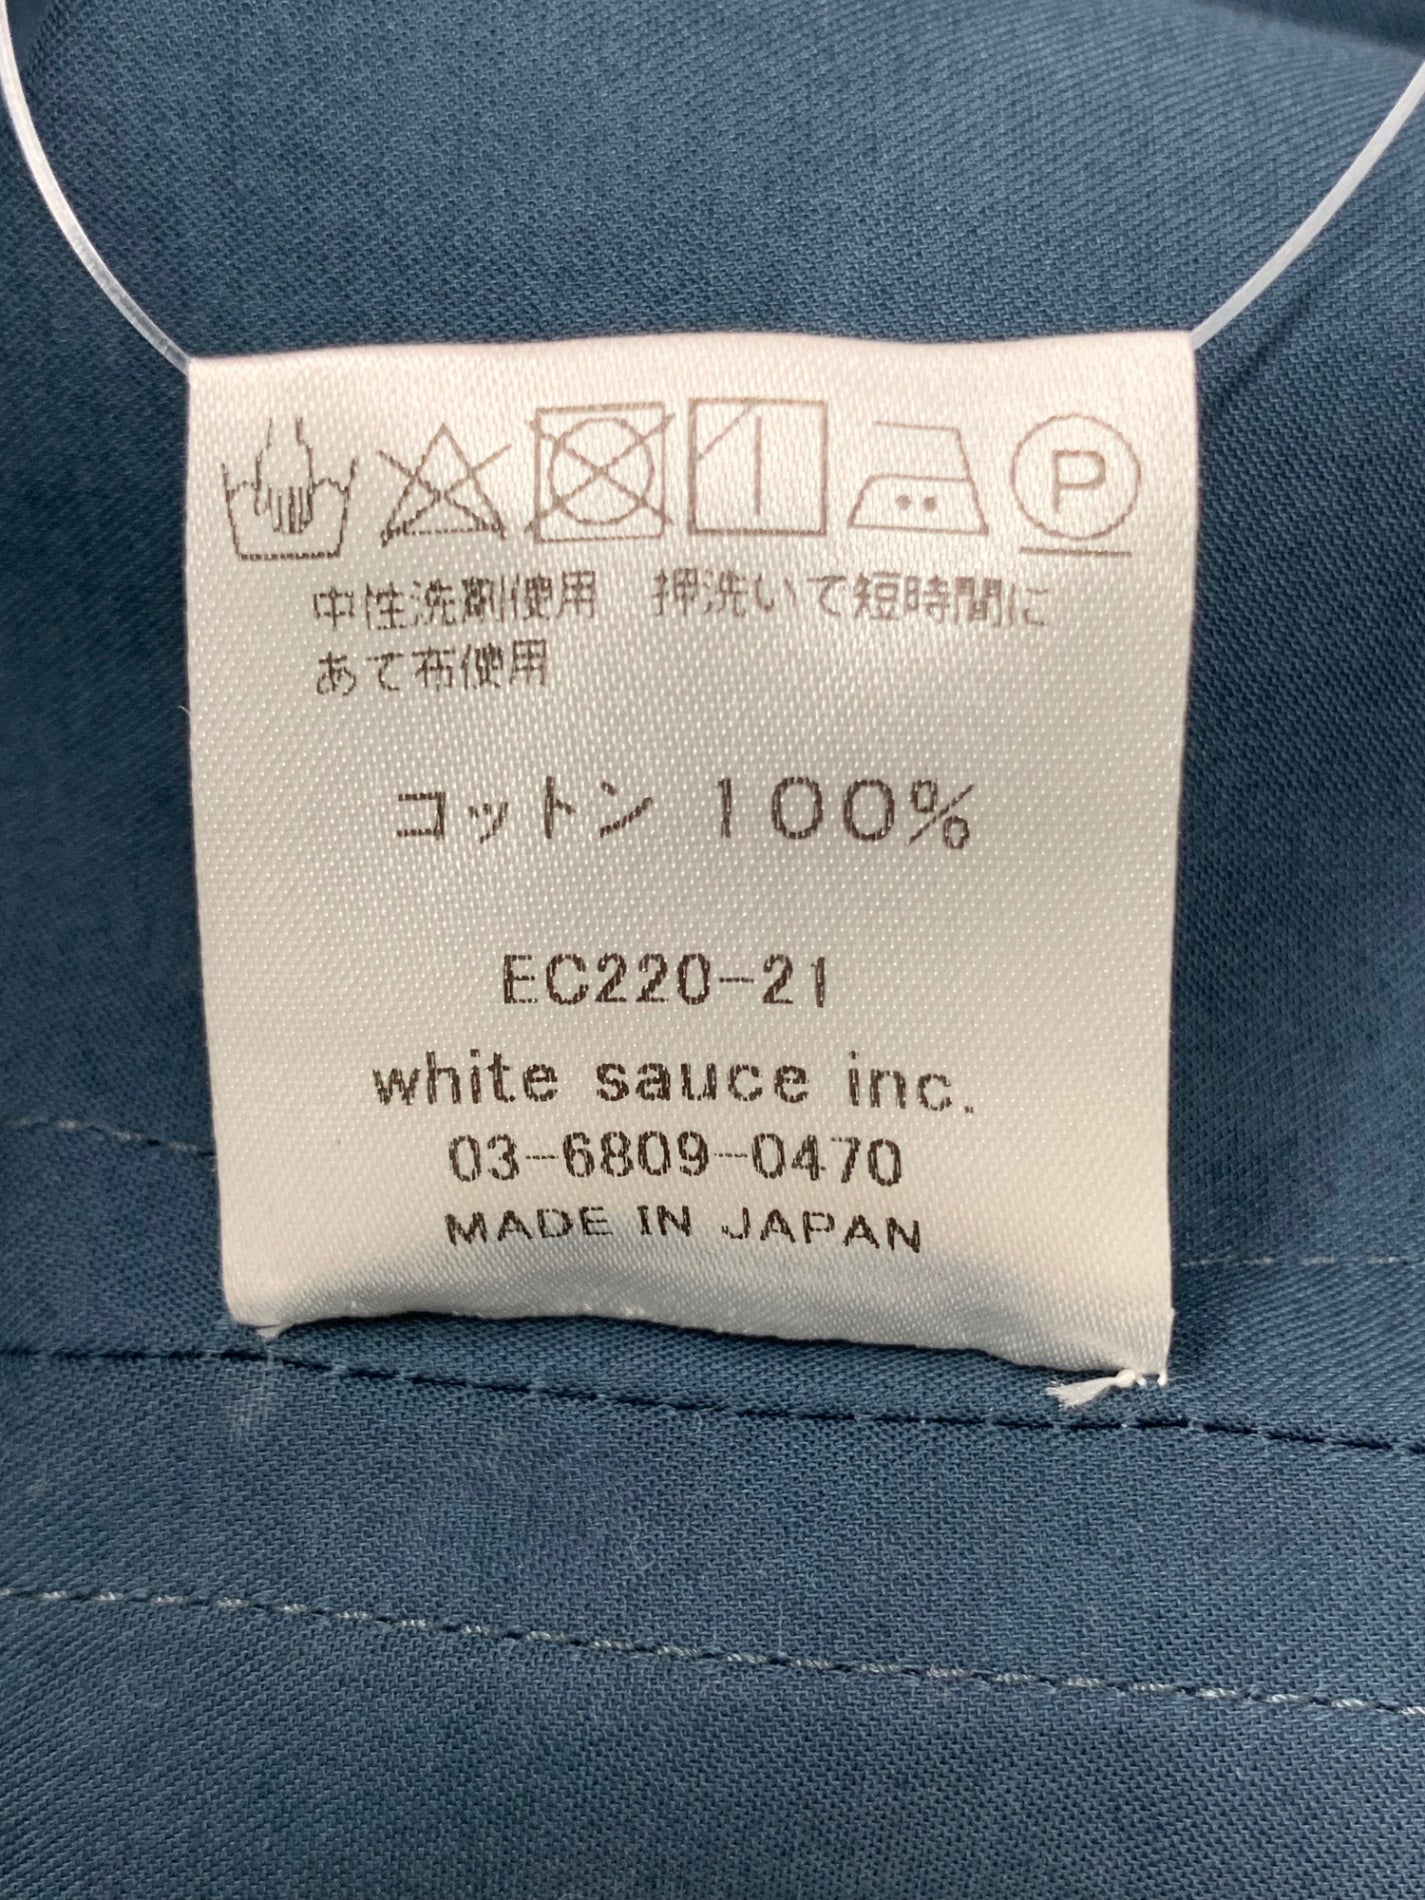 P
中性洗剤使用　押洗いて短時間に
あて布使用
コットン 100%
EC220-21
white sauce inc.
03-6809-0470
MADE IN JAPAN